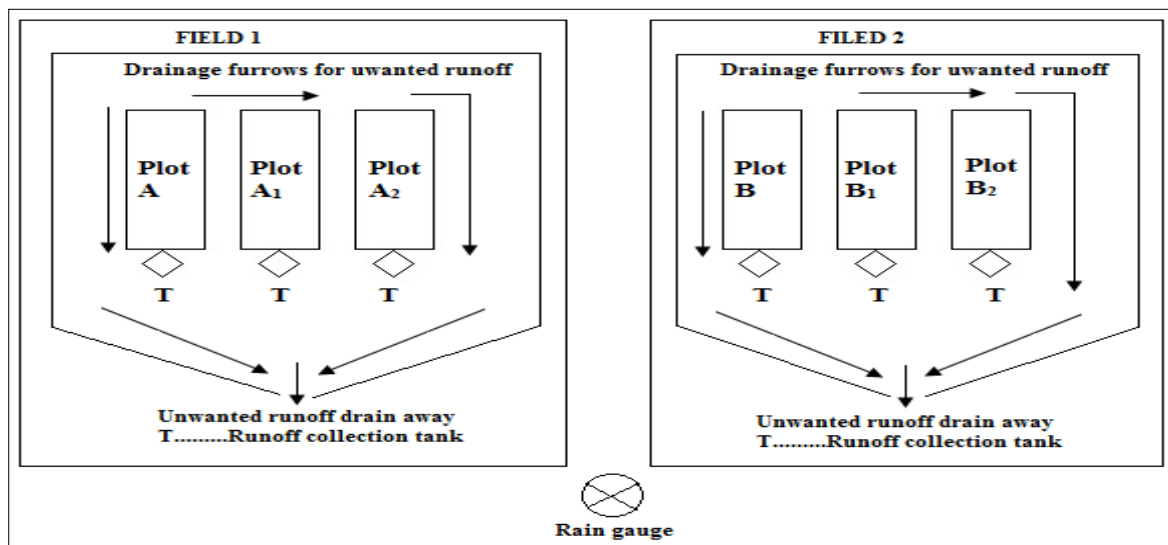 FIELD 1
Drainage furrows for uwanted runoff
Plot
A
Plot
A₁
Plot
A₂
T
T
T
Unwanted runoff drain away
T.........Runoff collection tank
FILED 2
Drainage furrows for uwanted runoff
Plot
B
Plot
B₁
Plot
B₂
T
T
T
Unwanted runoff drain away
T.........Runoff collection tank
Rain gauge